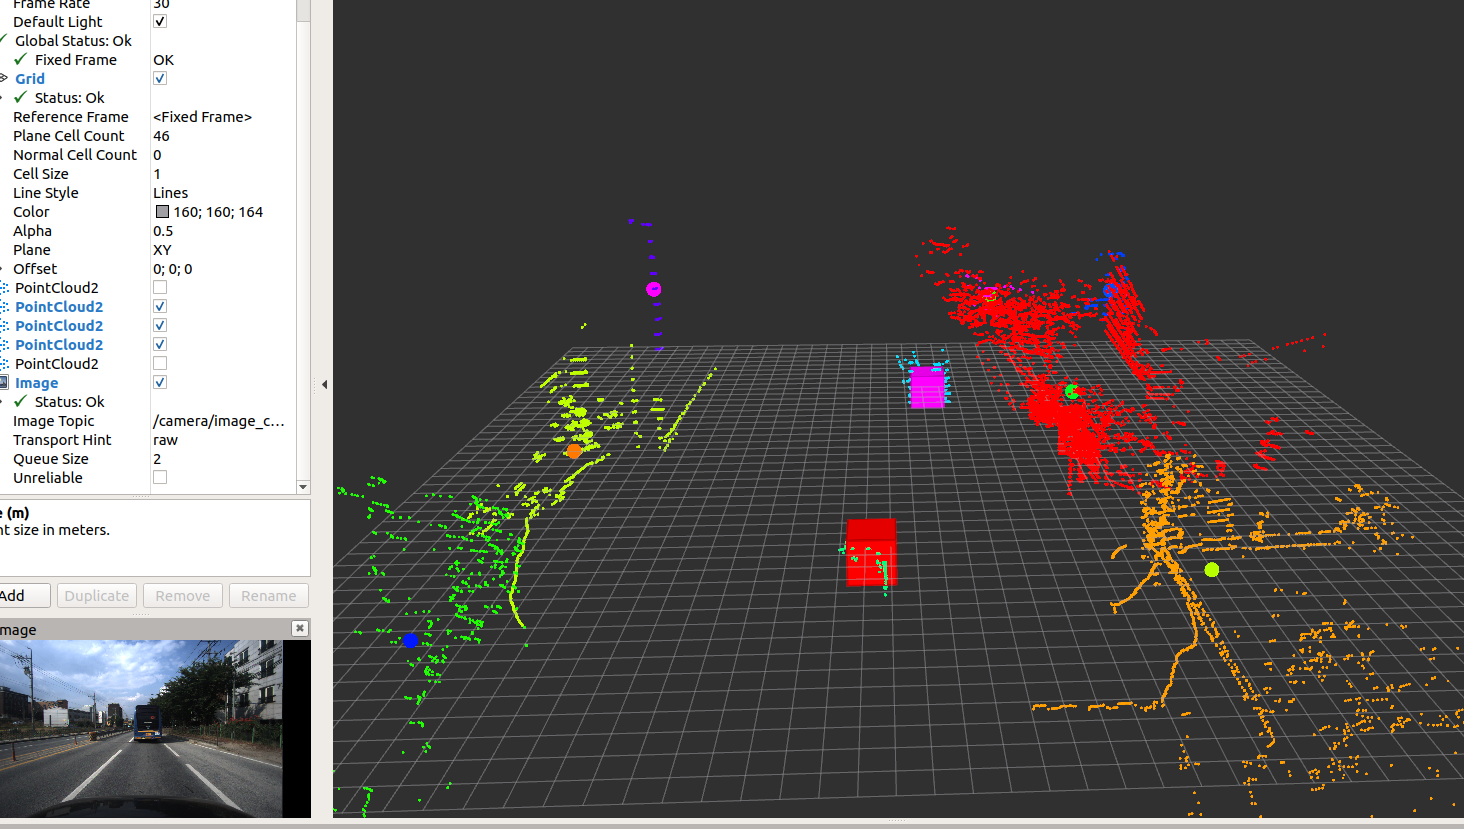 Frame Rate 30
Default Light
Global Status: Ok
Fixed Frame OK
Grid
Status: Ok
Reference Frame <Fixed Frame>
Plane Cell Count 46
Normal Cell Count 0
Cell Size 1
Line Style Lines
Color 160; 160; 164
Alpha 0.5
Plane XY
Offset 0; 0; 0
PointCloud2
PointCloud2
PointCloud2
PointCloud2
PointCloud2
Image
Status: Ok
Image Topic /camera/image_c...
Transport Hint raw
Queue Size 2
Unreliable
e (m)
nt size in meters.
Add Duplicate Remove Rename
mage